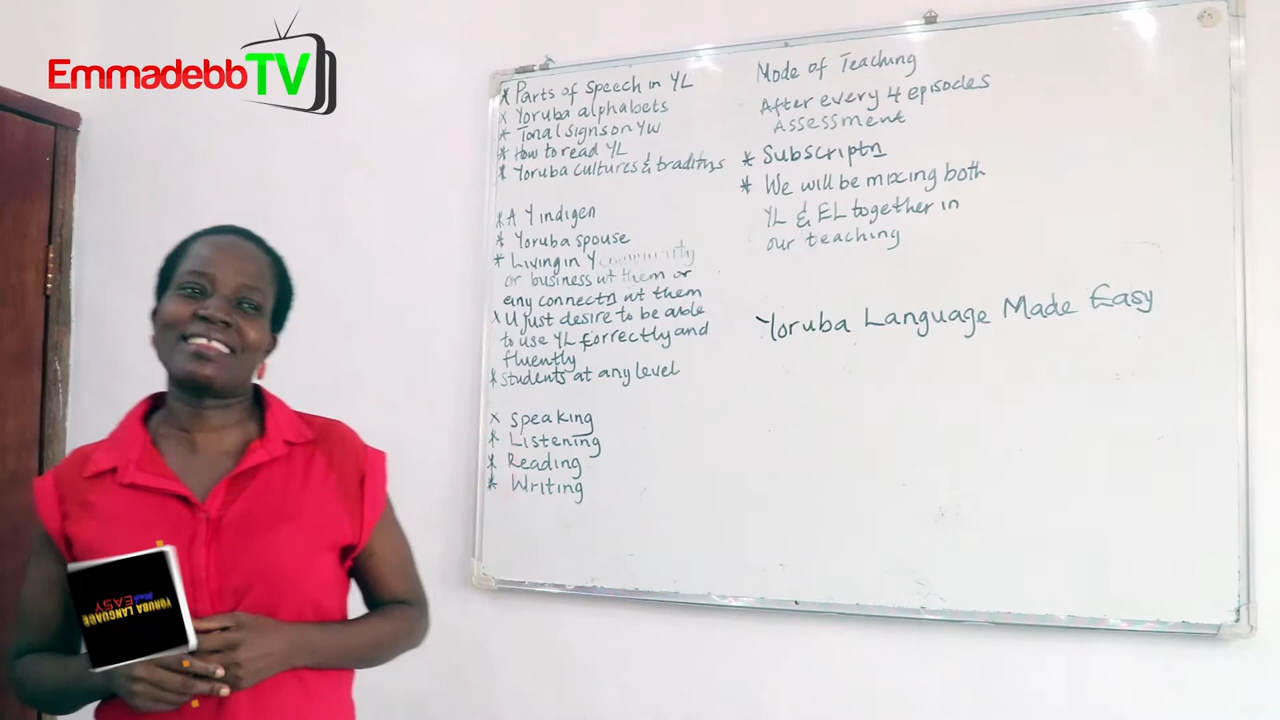 EmmadebbTV
* Parts of speech in YL
* Yoruba alphabets
* Tonal signs on YW
* How to read YL
* Yoruba cultures & traditns
* A Y indigen
* Yoruba spouse
* Living in Y community
or business wt them or
any connectn wt them
* U just desire to be able
to use YL correctly and
fluently
* Students at any level
* Speaking
* Listening
* Reading
* Writing
Mode of Teaching
After every 4 episodes
Assessment
* Subscriptn
* We will be mixing both
YL & EL together in
our teaching
Yoruba Language Made Easy
YORUBA LANGUAGE
Made EASY